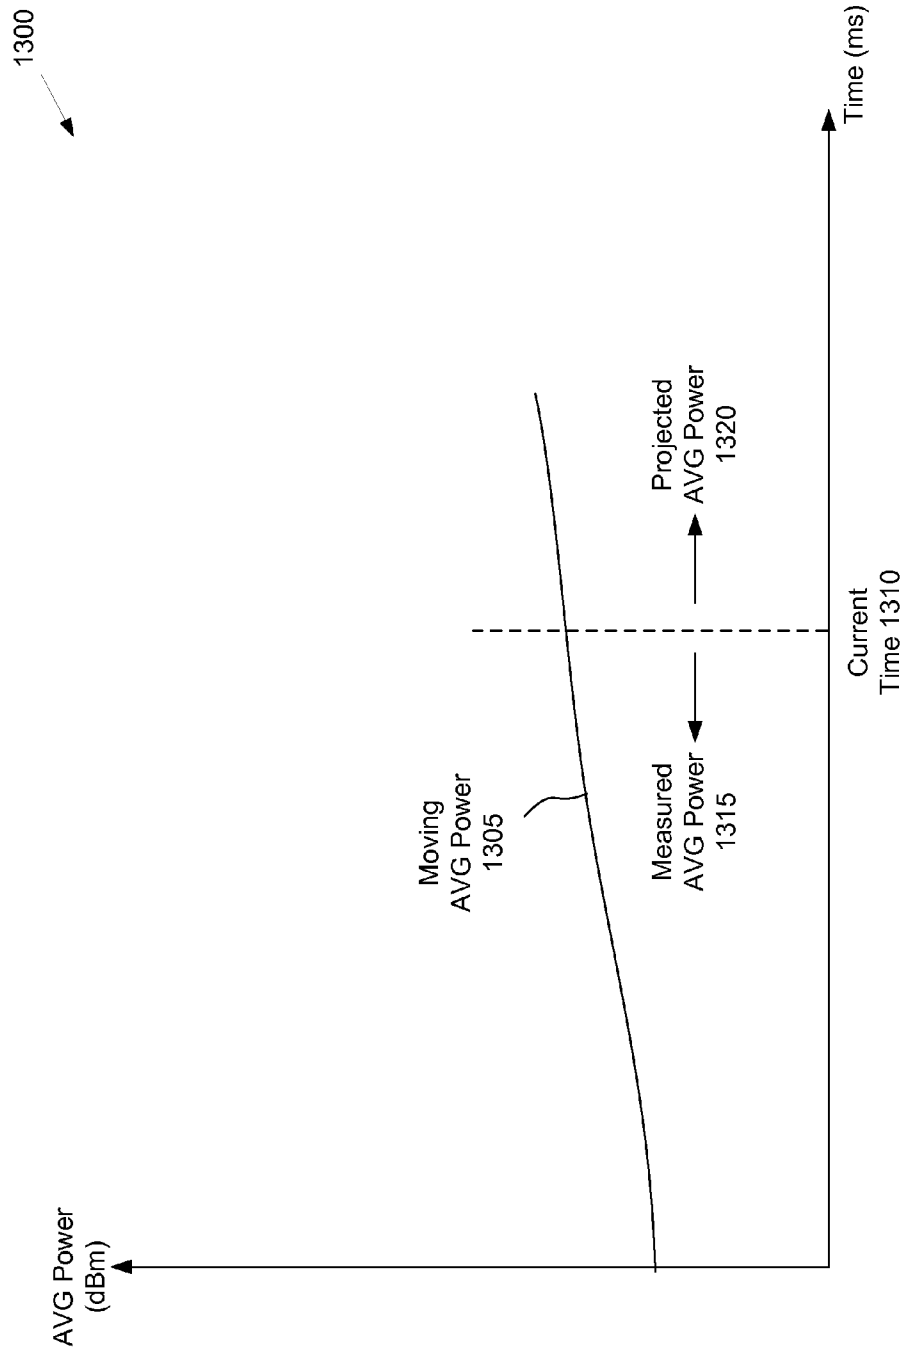 1300
AVG Power
(dBm)
Moving
AVG Power
1305
Measured
AVG Power
1315
Projected
AVG Power
1320
Current
Time 1310
Time (ms)